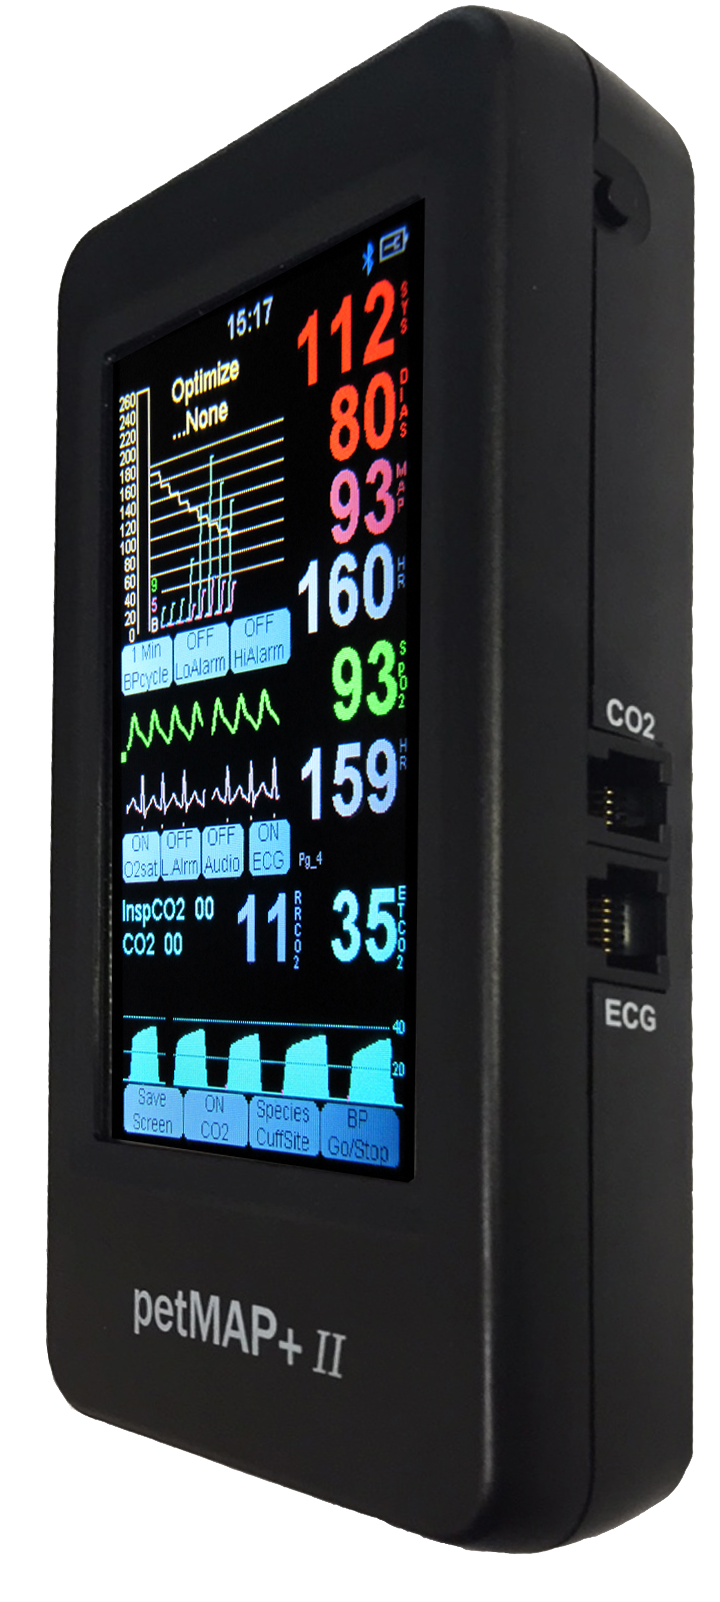 15:17
112 SYS
Optimize
...None
80 DIAS
93 MAP
160 HR
260
240
220
200
180
160
140
120
100
80
60
40
20
0
9
5
B
1 Min
BPcycle
OFF
LoAlarm
OFF
HiAlarm
93 SPO2
159 HR
ON
O2sat
OFF
L.Alrm
OFF
Audio
ON
ECG
Pg_4
InspCO2 00
CO2 00
11 RRCO2
35 ETCO2
40
20
Save
Screen
ON
CO2
Species
CuffSite
BP
Go/Stop
CO2
ECG
petMAP+ II